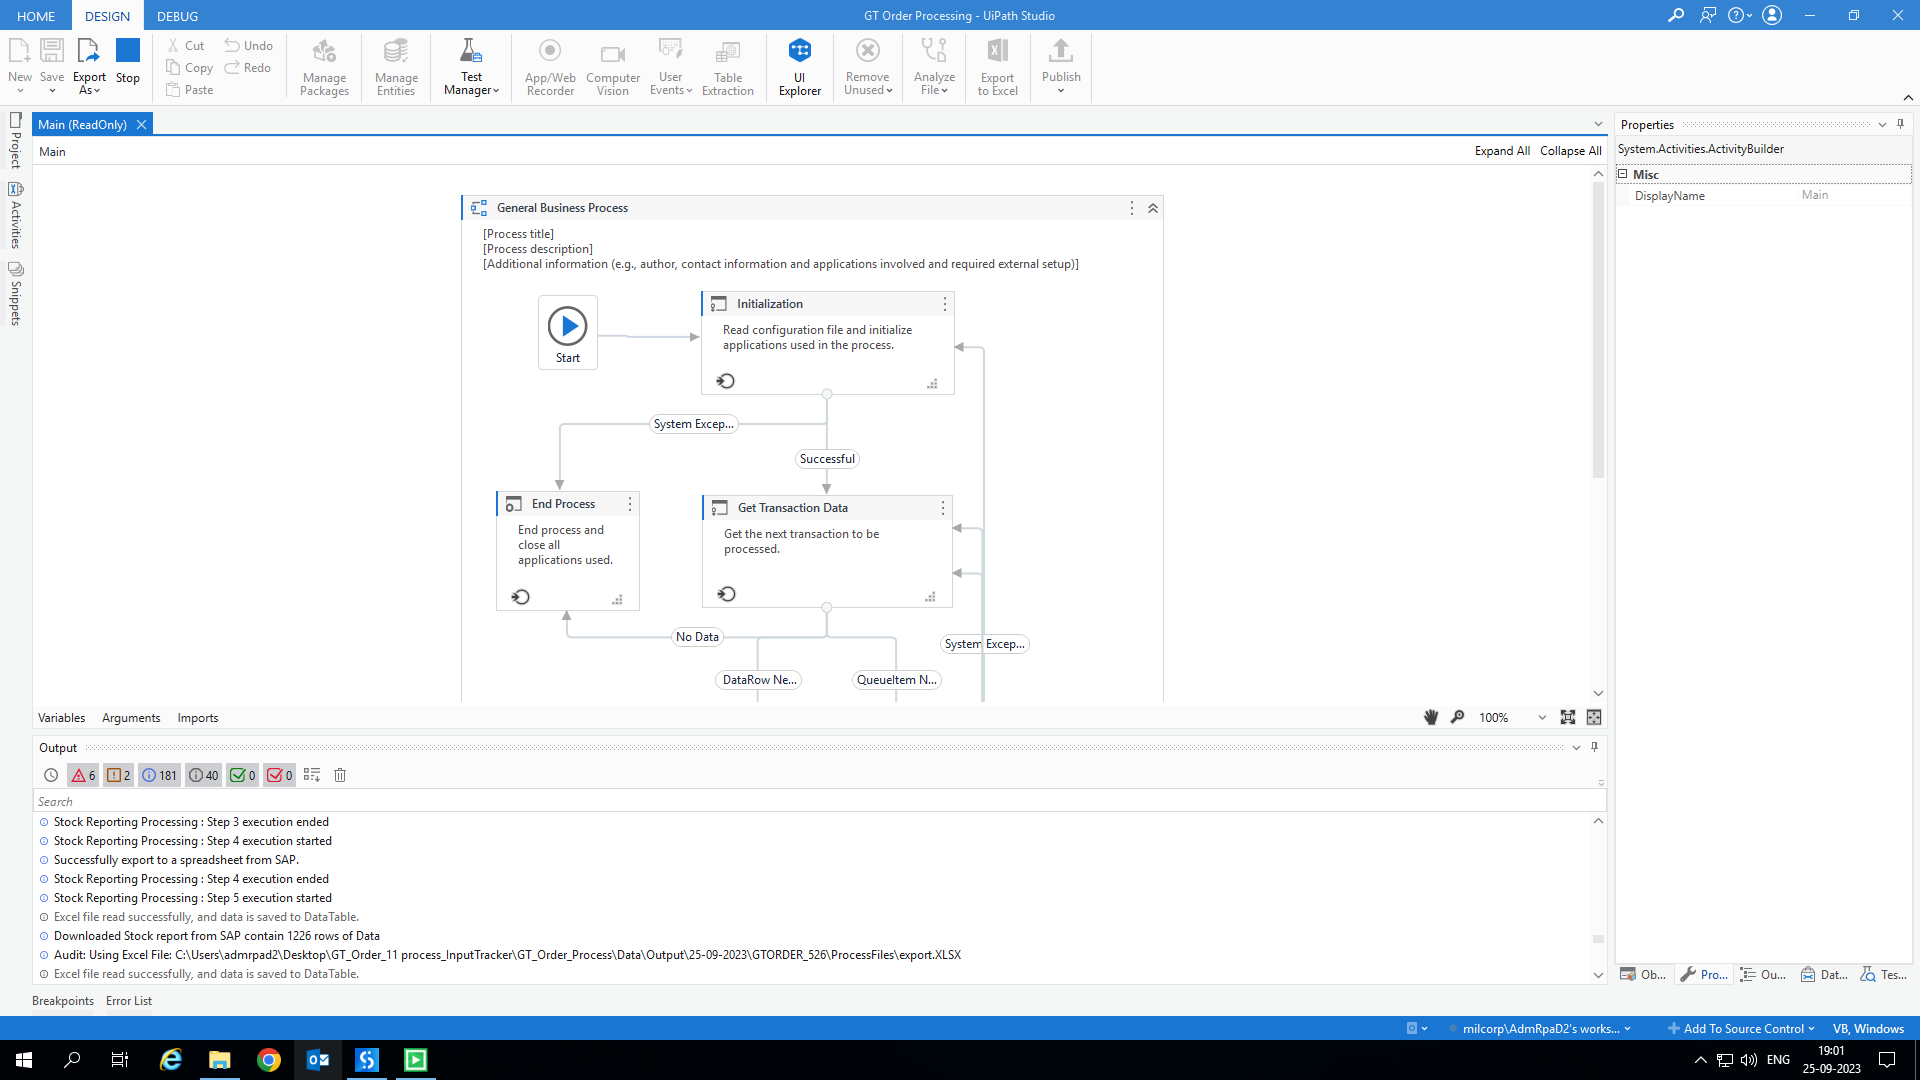 HOME DESIGN DEBUG
GT Order Processing - UiPath Studio
New
Save
Export As
Stop
Cut
Copy
Paste
Undo
Redo
Manage Packages
Manage Entities
Test Manager
App/Web Recorder
Computer Vision
User Events
Table Extraction
UI Explorer
Remove Unused
Analyze File
Export to Excel
Publish
Project
Activities
Snippets
Main (ReadOnly)
Main
Expand All Collapse All
General Business Process
[Process title]
[Process description]
[Additional information (e.g., author, contact information and applications involved and required external setup)]
Start
Initialization
Read configuration file and initialize
applications used in the process.
System Excep...
Successful
End Process
End process and
close all
applications used.
Get Transaction Data
Get the next transaction to be
processed.
No Data
System Excep...
DataRow Ne...
QueueItem N...
Variables Arguments Imports
100%
Output
6 2 181 40 0 0
Search
Stock Reporting Processing : Step 3 execution ended
Stock Reporting Processing : Step 4 execution started
Successfully export to a spreadsheet from SAP.
Stock Reporting Processing : Step 4 execution ended
Stock Reporting Processing : Step 5 execution started
Excel file read successfully, and data is saved to DataTable.
Downloaded Stock report from SAP contain 1226 rows of Data
Audit: Using Excel File: C:\Users\admrpad2\Desktop\GT_Order_11 process_InputTracker\GT_Order_Process\Data\Output\25-09-2023\GTORDER_526\ProcessFiles\export.XLSX
Excel file read successfully, and data is saved to DataTable.
Breakpoints Error List
Properties
System.Activities.ActivityBuilder
Misc
DisplayName Main
Ob... Pro... Ou... Dat... Tes...
milcorp\AdmRpaD2's works... Add To Source Control VB, Windows
ENG
19:01
25-09-2023